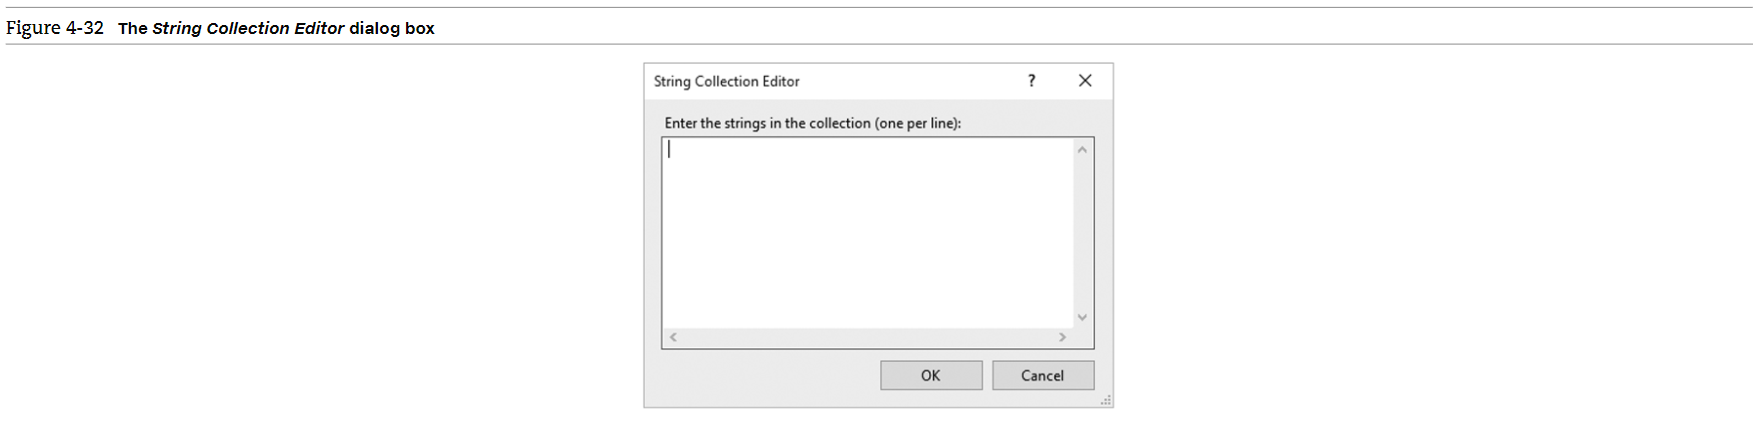 Figure 4-32 The String Collection Editor dialog box
String Collection Editor ?
Enter the strings in the collection (one per line):
OK Cancel